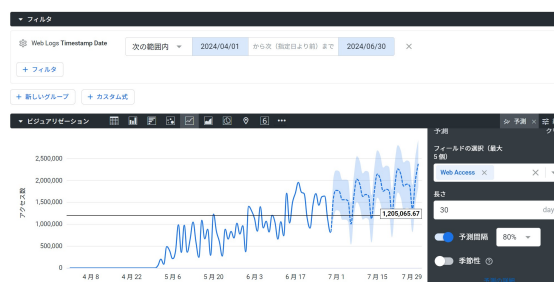 フィルタ
Web Logs Timestamp Date 次の範囲内 2024/04/01 から次（指定日より前）まで 2024/06/30
+ フィルタ
+ 新しいグループ + カスタム式
ビジュアリゼーション 6 予測
予測
フィールドの選択（最大 5 個）
Web Access
長さ
30 day
予測間隔 80%
季節性
アクセス数
2,500,000
2,000,000
1,500,000
1,000,000
500,000
0
1,205,065.67
4 月 8 4 月 22 5 月 6 5 月 20 6 月 3 6 月 17 7 月 1 7 月 15 7 月 29